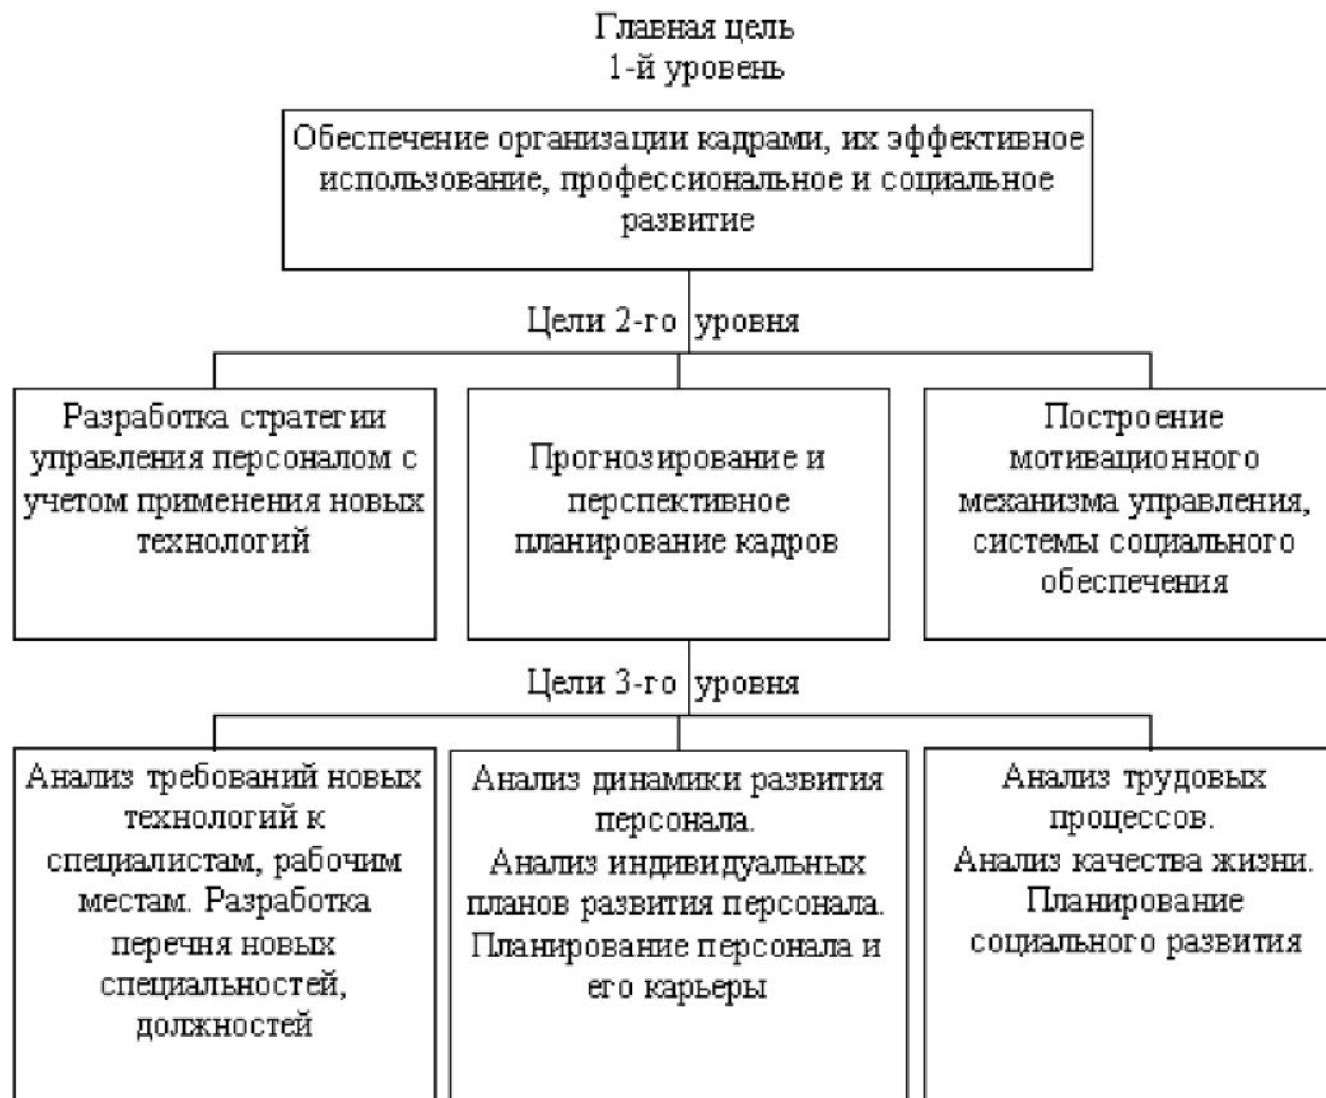 Главная цель
1-й уровень
Обеспечение организации кадрами, их эффективное
использование, профессиональное и социальное
развитие
Цели 2-го уровня
Разработка стратегии
управления персоналом с
учетом применения новых
технологий
Прогнозирование и
перспективное
планирование кадров
Построение
мотивационного
механизма управления,
системы социального
обеспечения
Цели 3-го уровня
Анализ требований новых
технологий к
специалистам, рабочим
местам. Разработка
перечня новых
специальностей,
должностей
Анализ динамики развития
персонала.
Анализ индивидуальных
планов развития персонала.
Планирование персонала и
его карьеры
Анализ трудовых
процессов.
Анализ качества жизни.
Планирование
социального развития